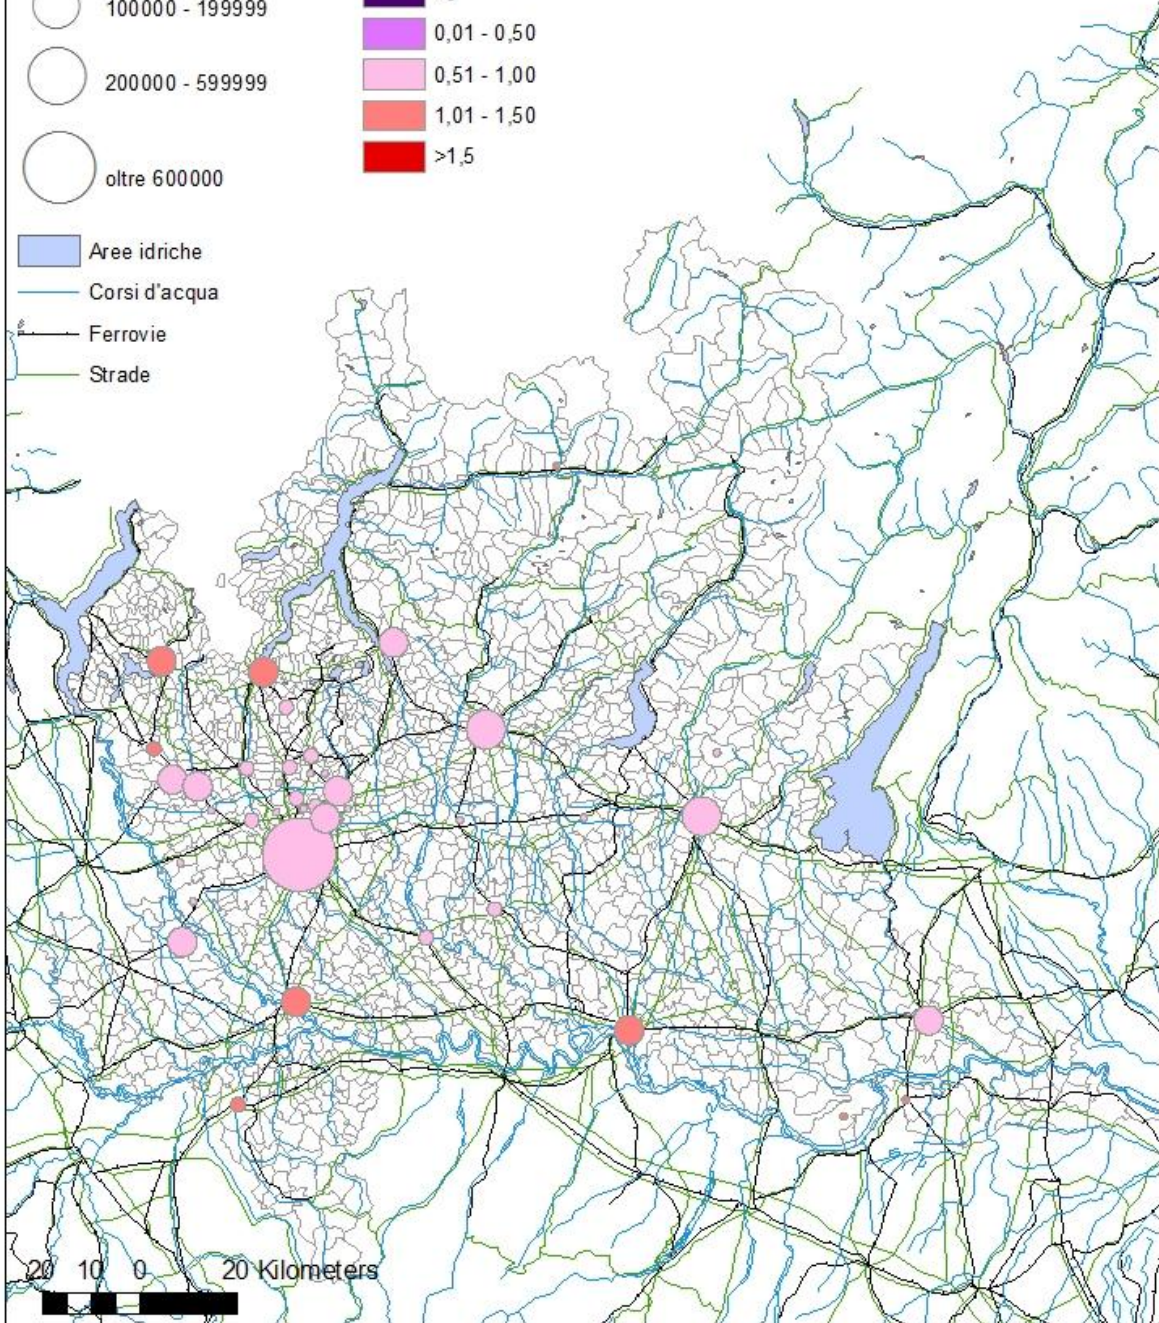 100000 - 199999
200000 - 599999
oltre 600000
0,01 - 0,50
0,51 - 1,00
1,01 - 1,50
>1,5
Aree idriche
Corsi d'acqua
Ferrovie
Strade
20 10 0 20 Kilometers